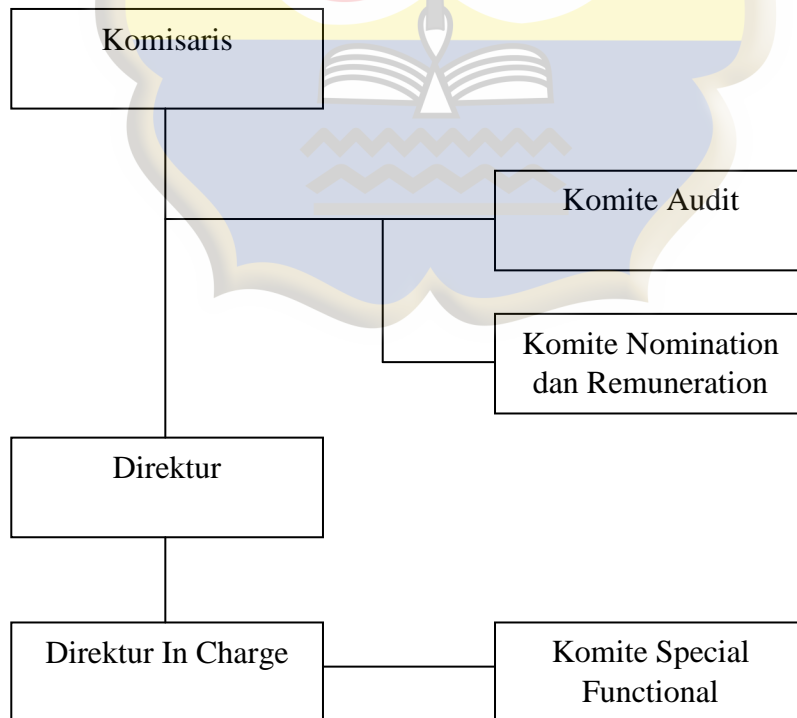 Komisaris
Komite Audit
Komite Nomination
dan Remuneration
Direktur
Direktur In Charge
Komite Special
Functional